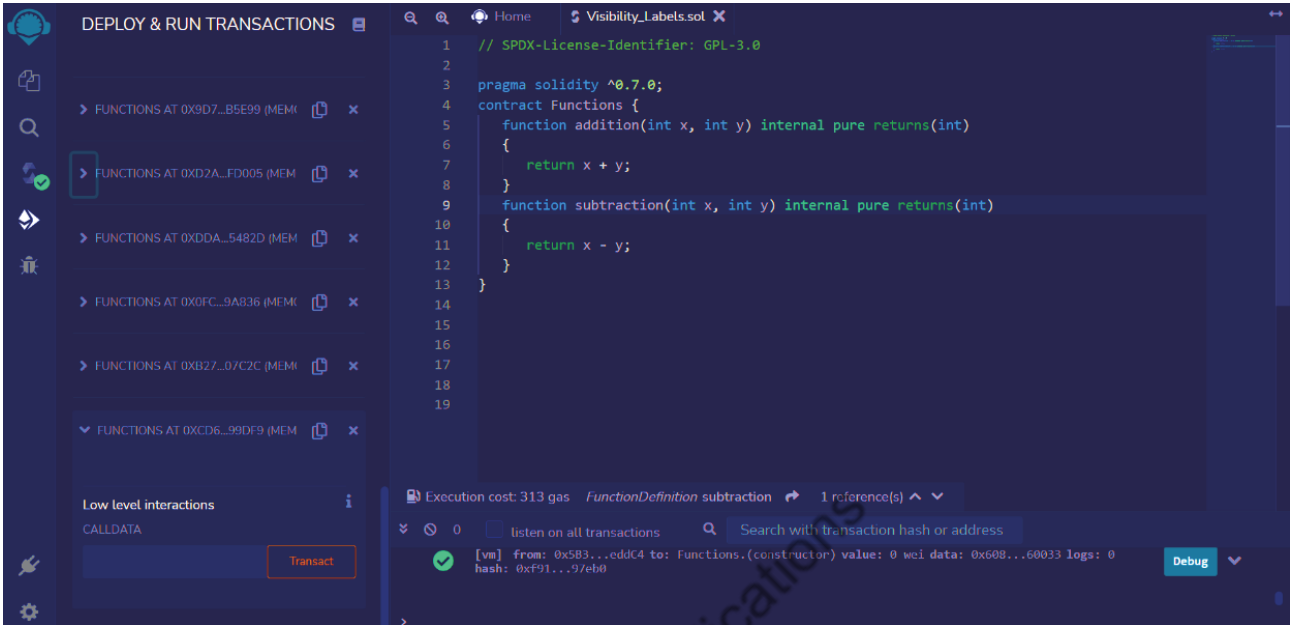 DEPLOY & RUN TRANSACTIONS
FUNCTIONS AT 0X9D7...B5E99 (MEM
FUNCTIONS AT 0XD2A...FD005 (MEM
FUNCTIONS AT 0XDDA...5482D (MEM
FUNCTIONS AT 0X0FC...9A836 (MEM
FUNCTIONS AT 0XB27...07C2C (MEM
FUNCTIONS AT 0XCD6...99DF9 (MEM
Low level interactions
CALLDATA
Transact
Home Visibility_Labels.sol
1 // SPDX-License-Identifier: GPL-3.0
2
3 pragma solidity ^0.7.0;
4 contract Functions {
5 function addition(int x, int y) internal pure returns(int)
6 {
7 return x + y;
8 }
9 function subtraction(int x, int y) internal pure returns(int)
10 {
11 return x - y;
12 }
13 }
14
15
16
17
18
19
Execution cost: 313 gas FunctionDefinition subtraction 1 reference(s)
0 listen on all transactions Search with transaction hash or address
[vm] from: 0x5B3...eddC4 to: Functions.(constructor) value: 0 wei data: 0x608...60033 logs: 0
hash: 0xf91...97eb0
Debug
>